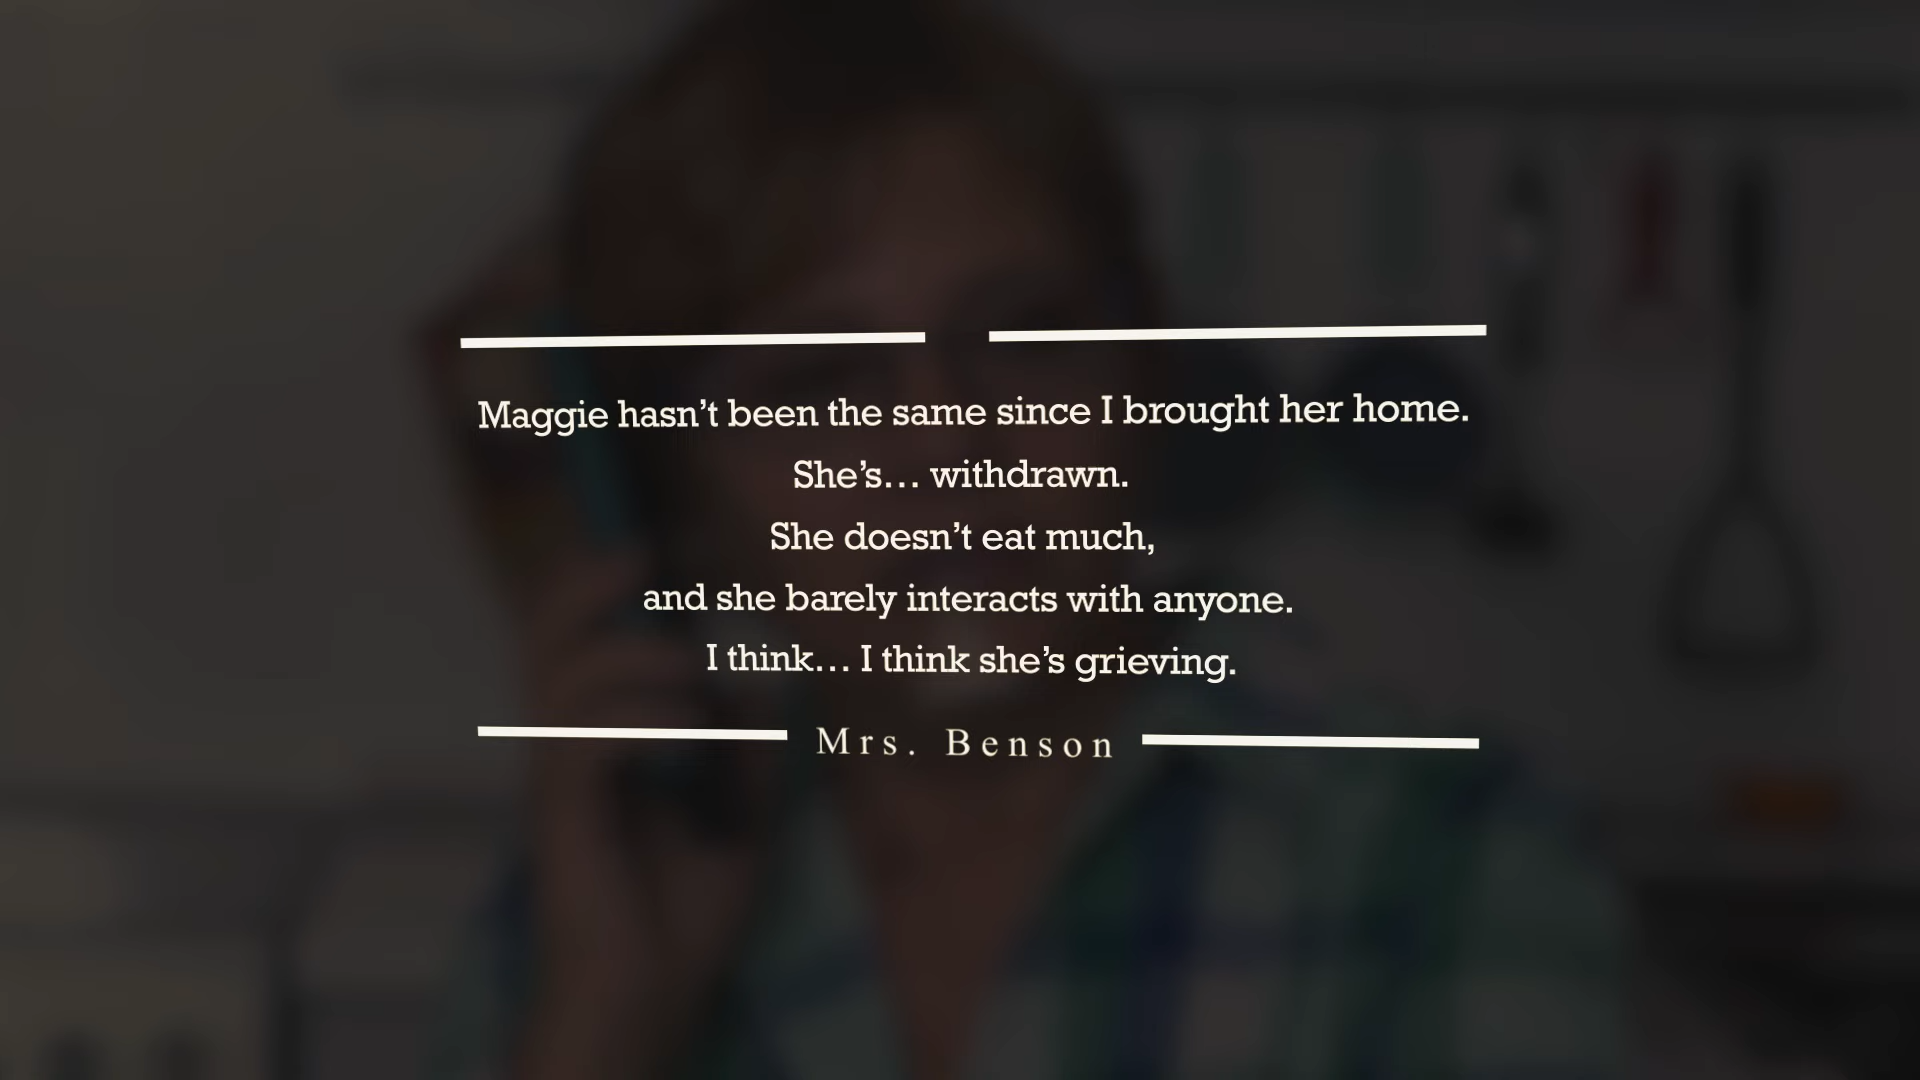 Maggie hasn’t been the same since I brought her home.
She’s… withdrawn.
She doesn’t eat much,
and she barely interacts with anyone.
I think… I think she’s grieving.
Mrs. Benson